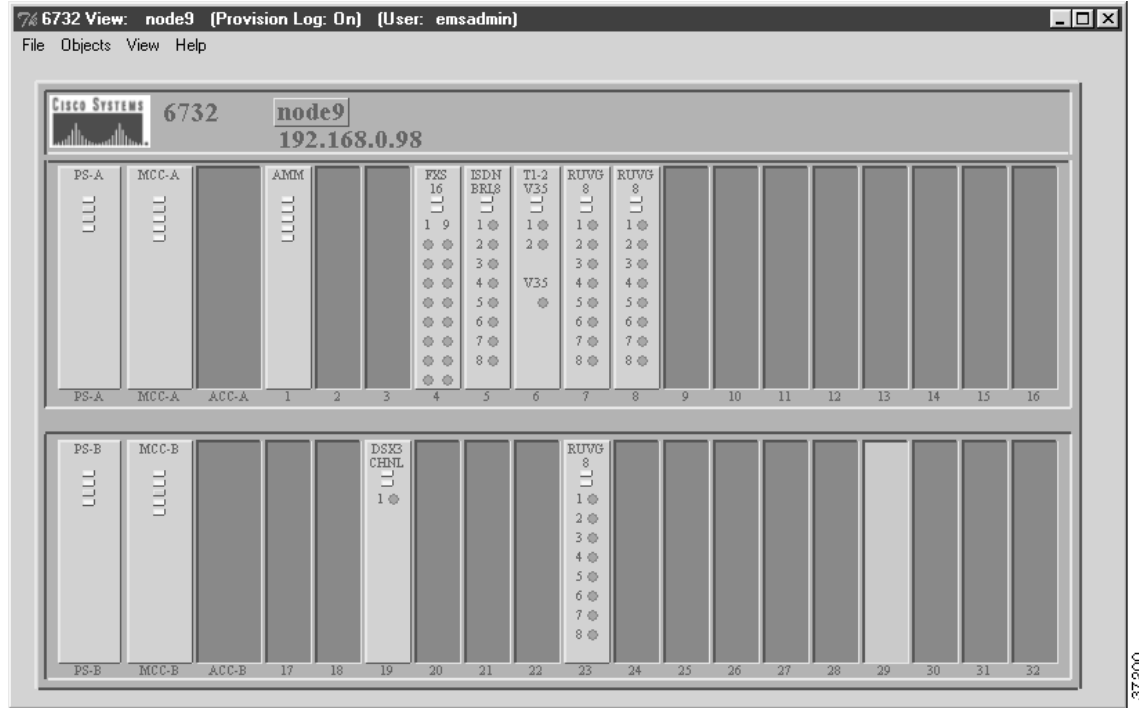 7% 6732 View: node9 (Provision Log: On) (User: emsadmin)
File Objects View Help
CISCO SYSTEMS
6732
node9
192.168.0.98
PS-A MCC-A AMM FXS ISDN T1-2 RUVG RUVG
16 BRI8 V35 8 8
1 9 1 1 1 1
2 2 2 2
3 3 3
4 V35 4 4
5 5 5
6 6 6
7 7 7
8 8 8
PS-A MCC-A ACC-A 1 2 3 4 5 6 7 8 9 10 11 12 13 14 15 16
PS-B MCC-B DSX3 RUVG
CHNL 8
1 1
2
3
4
5
6
7
8
PS-B MCC-B ACC-B 17 18 19 20 21 22 23 24 25 26 27 28 29 30 31 32
37200